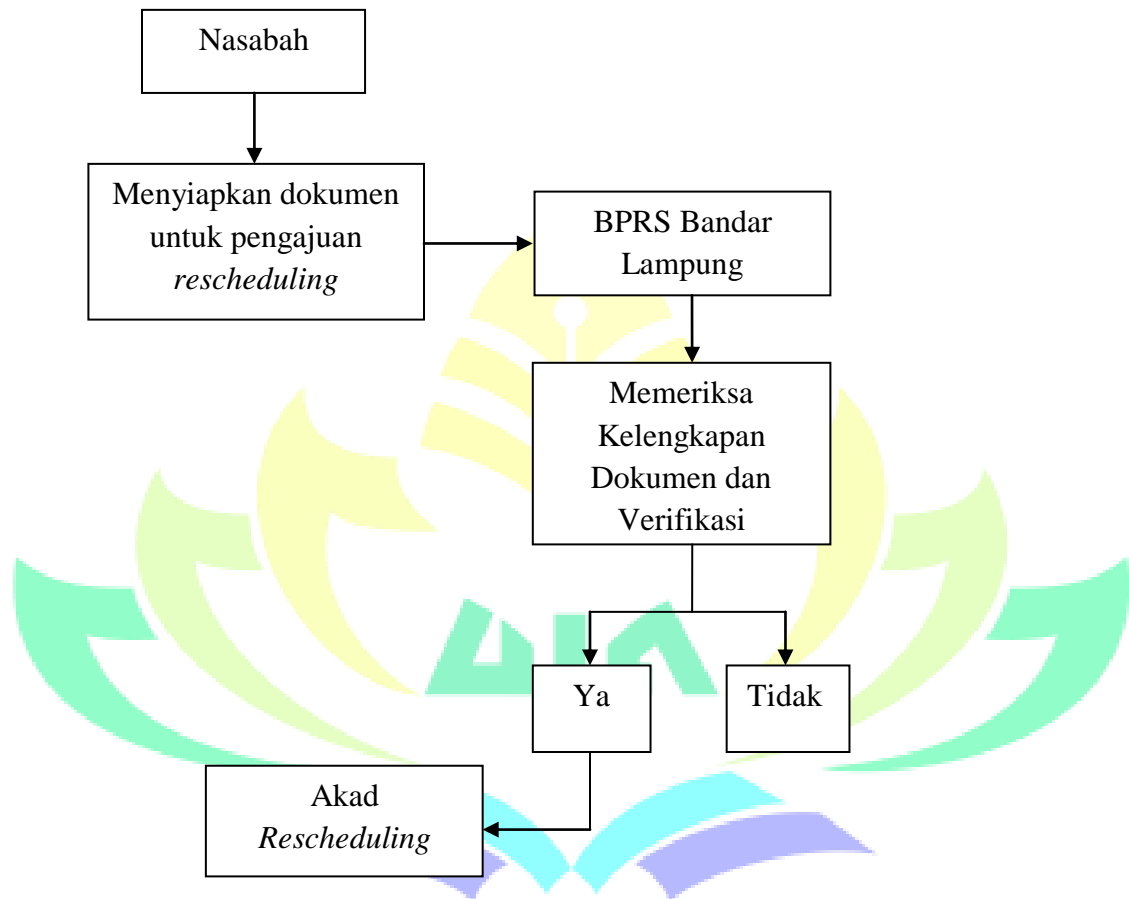 Nasabah
Menyiapkan dokumen
untuk pengajuan
rescheduling
BPRS Bandar
Lampung
Memeriksa
Kelengkapan
Dokumen dan
Verifikasi
Ya
Tidak
Akad
Rescheduling